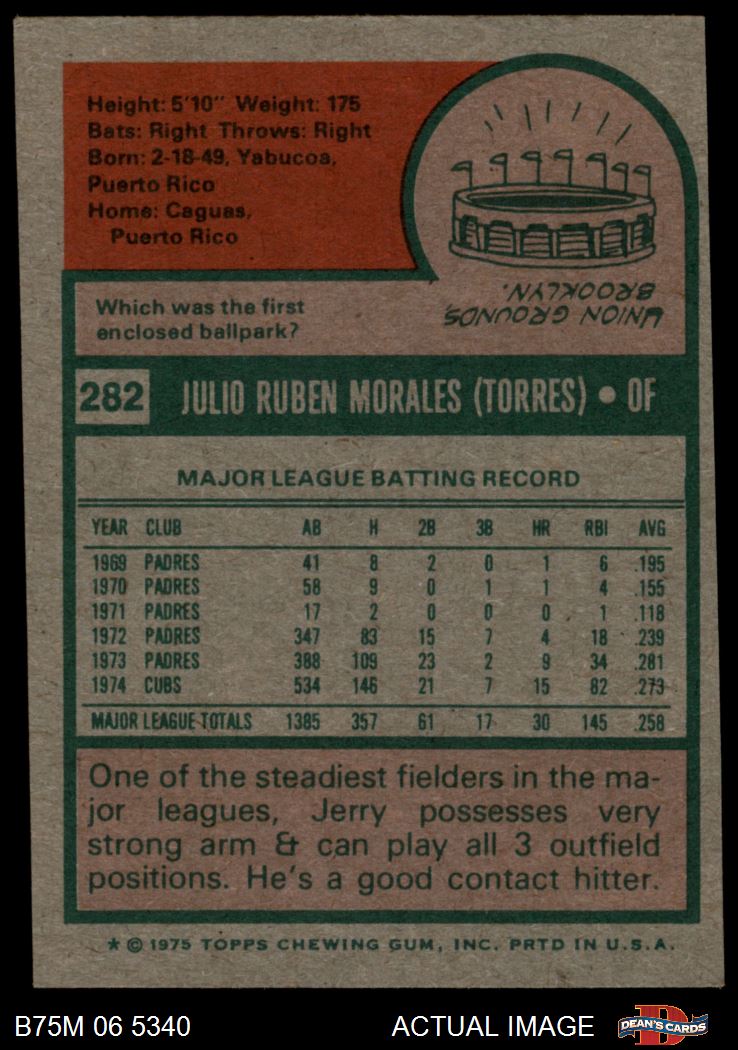 Height: 5'10" Weight: 175
Bats: Right Throws: Right
Born: 2-18-49, Yabucoa,
Puerto Rico
Home: Caguas,
Puerto Rico
Which was the first
enclosed ballpark?
UNION GROUNDS,
BROOKLYN.
282 JULIO RUBEN MORALES (TORRES) • OF
MAJOR LEAGUE BATTING RECORD
YEAR CLUB AB H 2B 3B HR RBI AVG
1969 PADRES 41 8 2 0 1 6 .195
1970 PADRES 58 9 0 1 1 4 .155
1971 PADRES 17 2 0 0 0 1 .118
1972 PADRES 347 83 15 7 4 18 .239
1973 PADRES 388 109 23 2 9 34 .281
1974 CUBS 534 146 21 7 15 82 .273
MAJOR LEAGUE TOTALS 1385 357 61 17 30 145 .258
One of the steadiest fielders in the ma-
jor leagues, Jerry possesses very
strong arm & can play all 3 outfield
positions. He's a good contact hitter.
* © 1975 TOPPS CHEWING GUM, INC. PRTD IN U.S.A.
B75M 06 5340 ACTUAL IMAGE DEAN'S CARDS